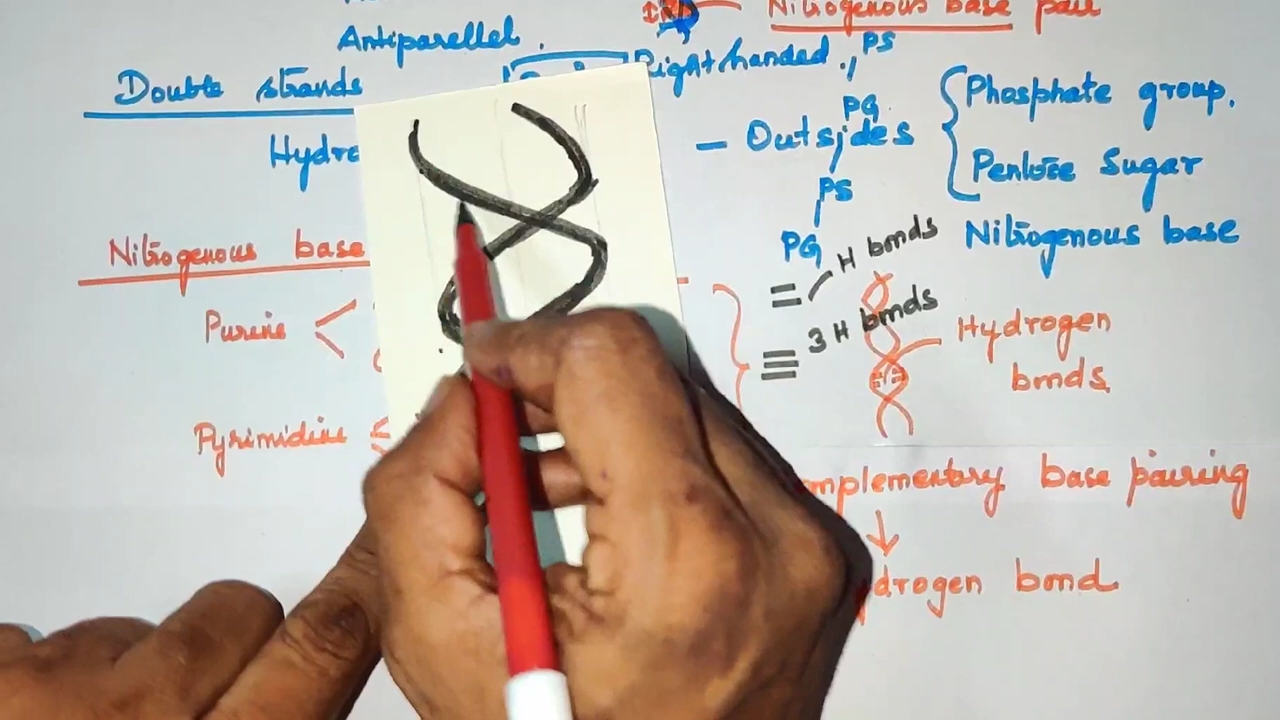 Nitrogenous base pair
Antiparellel.
Right handed.
PS
Double strands
Phosphate group.
PG
- Outsides
Hydro
Pentose Sugar
PS
PG
H bonds
Nitrogenous base
Nitrogenous base
3 H bonds
Purine
Hydrogen
bonds
Pyrimidine
omplementary base pairing
drogen bond